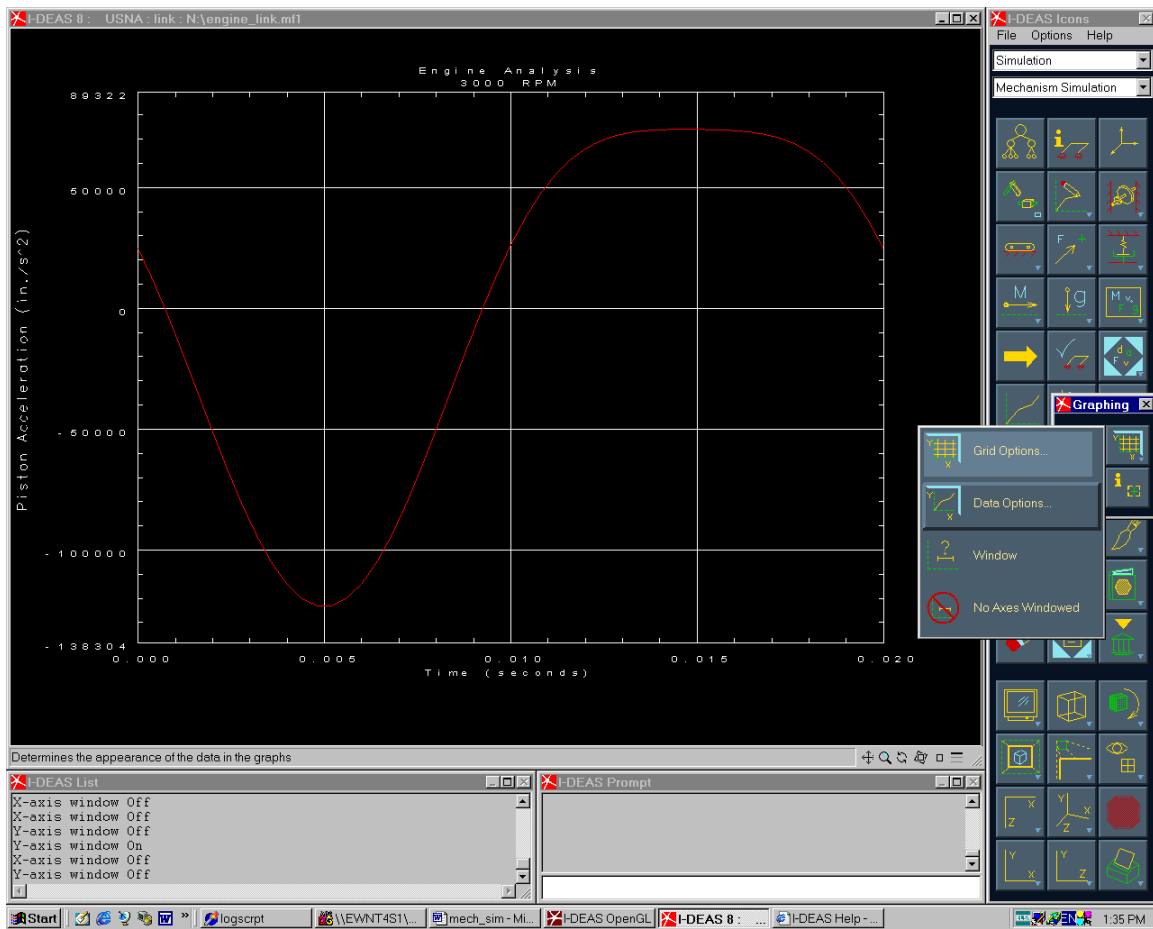 I-DEAS 8 :   USNA : link : N:\engine_link.mf1
Engine Analysis
3000 RPM
89322
50000
0
-50000
-100000
-138304
Piston Acceleration (in./s^2)
0.000
0.005
0.010
0.015
0.020
Time (seconds)
Determines the appearance of the data in the graphs
I-DEAS Icons
File Options Help
Simulation
Mechanism Simulation
F
M
g
Graphing
Grid Options...
Data Options...
Window
No Axes Windowed
I-DEAS List
X-axis window Off
X-axis window Off
Y-axis window Off
Y-axis window On
X-axis window Off
Y-axis window Off
I-DEAS Prompt
Start
logscrpt
\\EWNT4S1\...
mech_sim - Mi...
I-DEAS OpenGL
I-DEAS 8 : ...
I-DEAS Help - ...
EN
1:35 PM